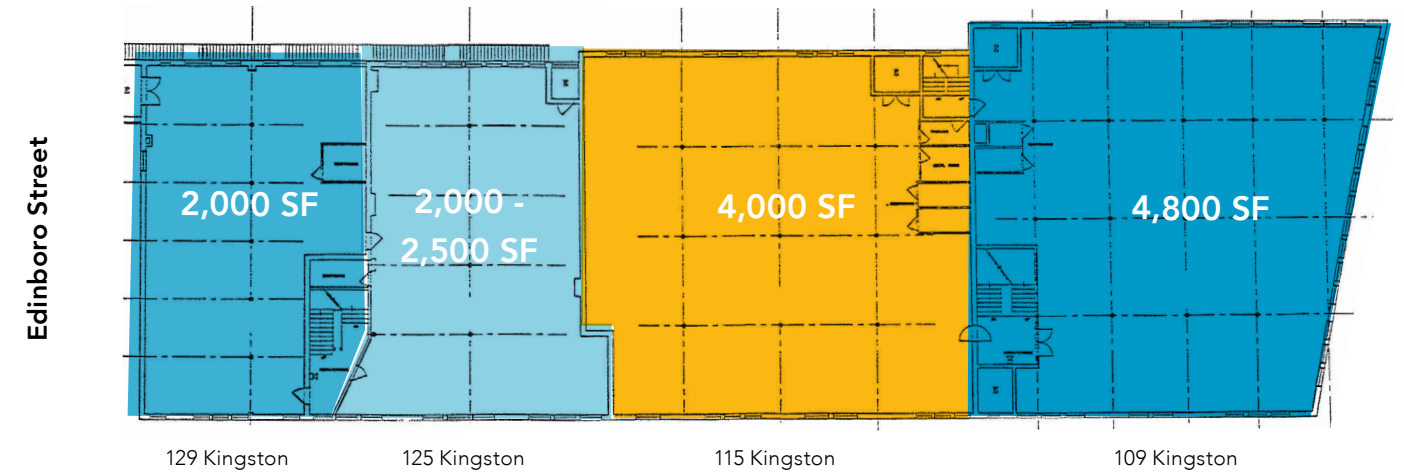 Edinboro Street
2,000 SF
2,000 -
2,500 SF
4,000 SF
4,800 SF
129 Kingston
125 Kingston
115 Kingston
109 Kingston